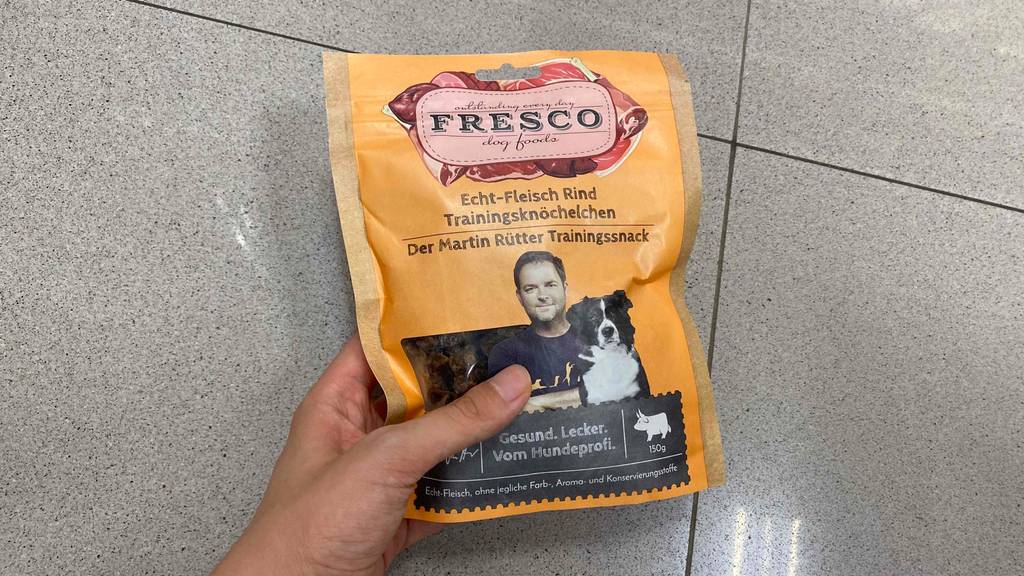 outstanding every day
FRESCO
dog foods
Echt-Fleisch Rind
Trainingsknöchelchen
Der Martin Rütter Trainingssnack
Gesund. Lecker.
Vom Hundeprofi.
150g
Echt-Fleisch, ohne jegliche Farb-, Aroma- und Konservierungsstoffe